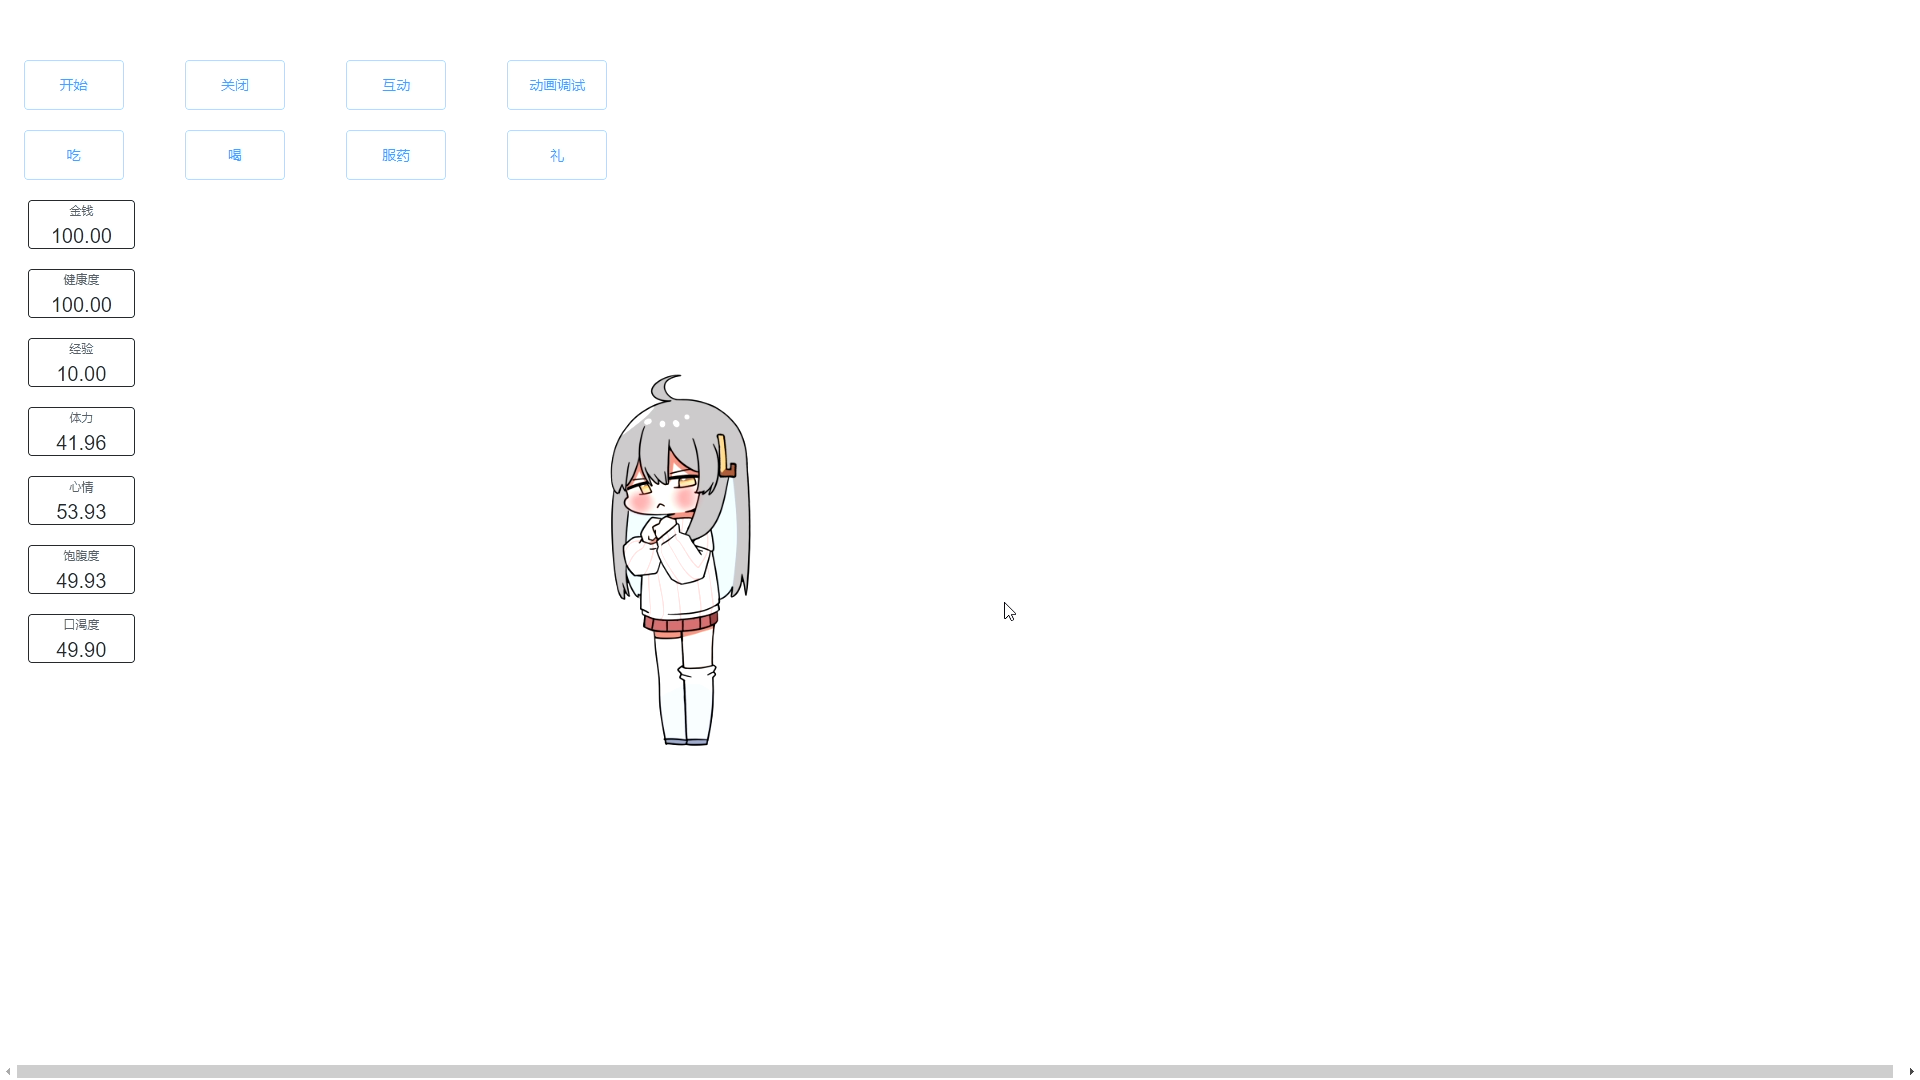 开始
关闭
互动
动画调试
吃
喝
服药
礼
金钱
100.00
健康度
100.00
经验
10.00
体力
41.96
心情
53.93
饱腹度
49.93
口渴度
49.90